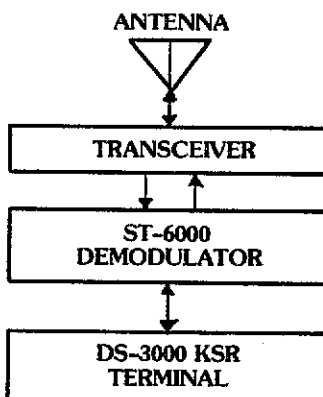 ANTENNA
TRANSCEIVER
ST-6000
DEMODULATOR
DS-3000 KSR
TERMINAL